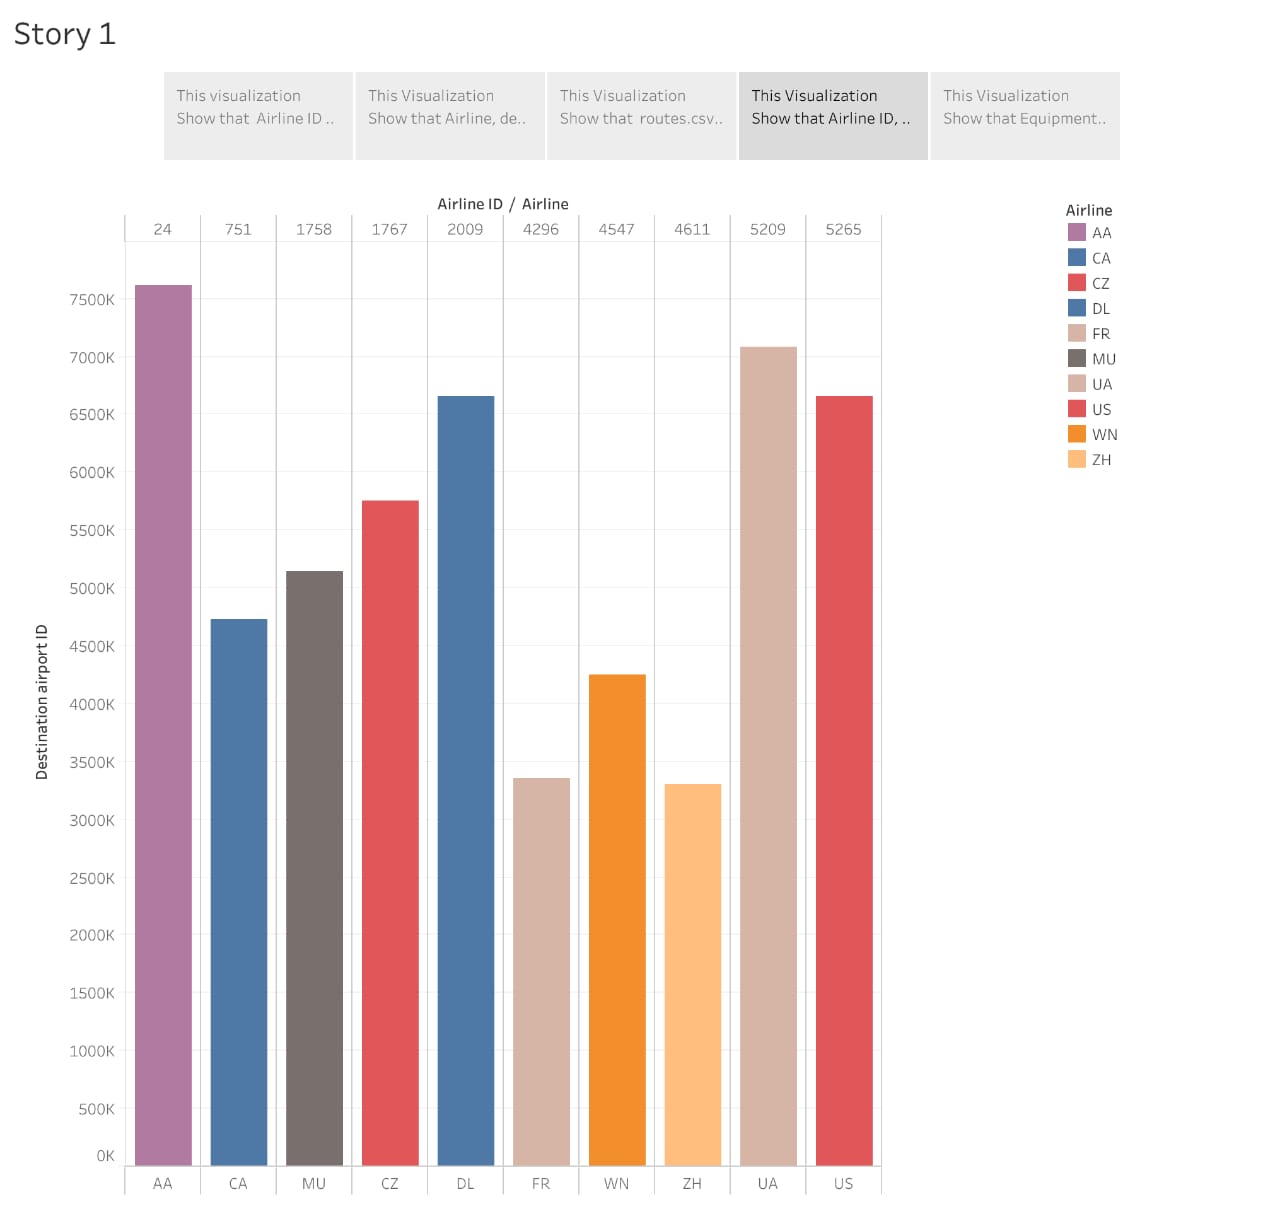 Story 1
This visualization
Show that Airline ID ..
This Visualization
Show that Airline, de..
This Visualization
Show that routes.csv..
This Visualization
Show that Airline ID, ..
This Visualization
Show that Equipment..
Airline ID / Airline
24 751 1758 1767 2009 4296 4547 4611 5209 5265
7500K
7000K
6500K
6000K
5500K
5000K
4500K
4000K
3500K
3000K
2500K
2000K
1500K
1000K
500K
0K
Destination airport ID
AA CA MU CZ DL FR WN ZH UA US
Airline
AA
CA
CZ
DL
FR
MU
UA
US
WN
ZH